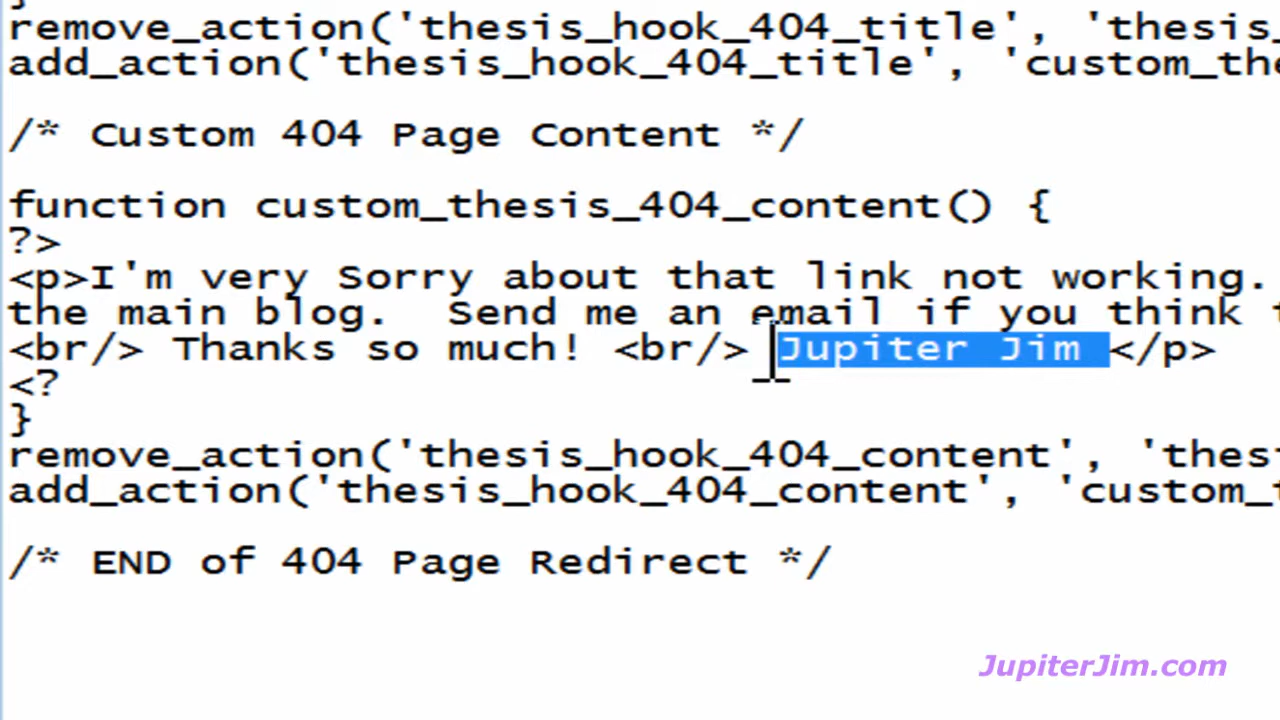 }
remove_action('thesis_hook_404_title', 'thesis_
add_action('thesis_hook_404_title', 'custom_the
/* Custom 404 Page Content */
function custom_thesis_404_content() {
?>
<p>I'm very Sorry about that link not working.
the main blog.  Send me an email if you think t
<br/> Thanks so much! <br/> Jupiter Jim </p>
<?
}
remove_action('thesis_hook_404_content', 'thes
add_action('thesis_hook_404_content', 'custom_t
/* END of 404 Page Redirect */
JupiterJim.com